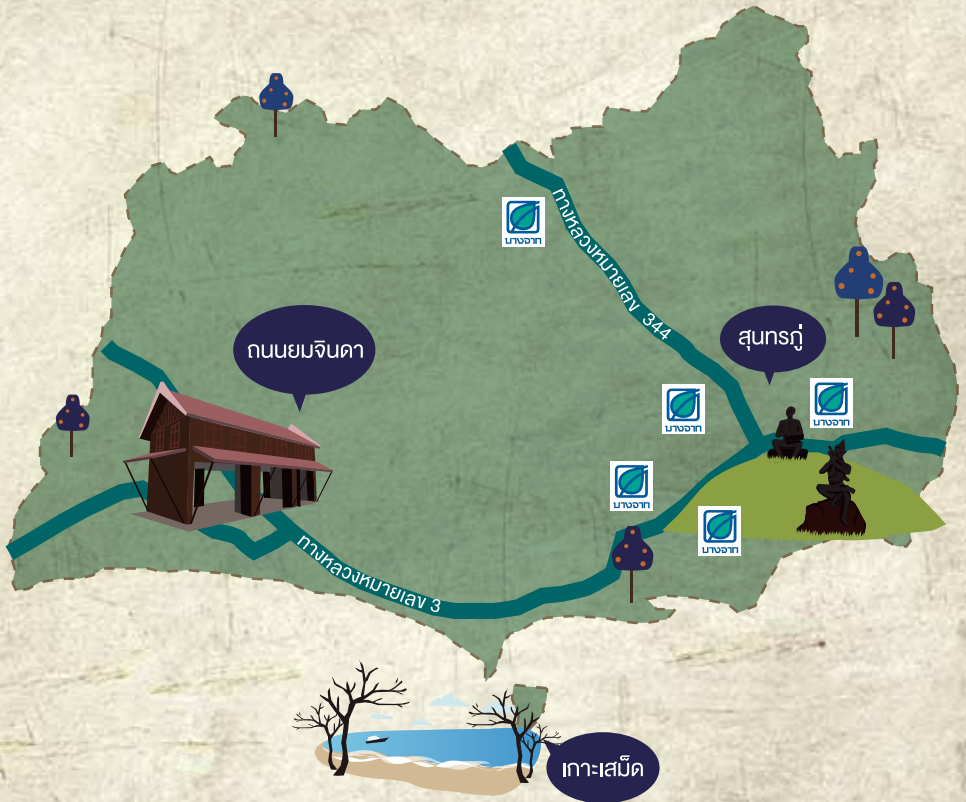 บางจาก
ทางหลวงหมายเลข 344
ถนนยมจินดา
สุนทรภู่
บางจาก
บางจาก
บางจาก
บางจาก
ทางหลวงหมายเลข 3
เกาะเสม็ด